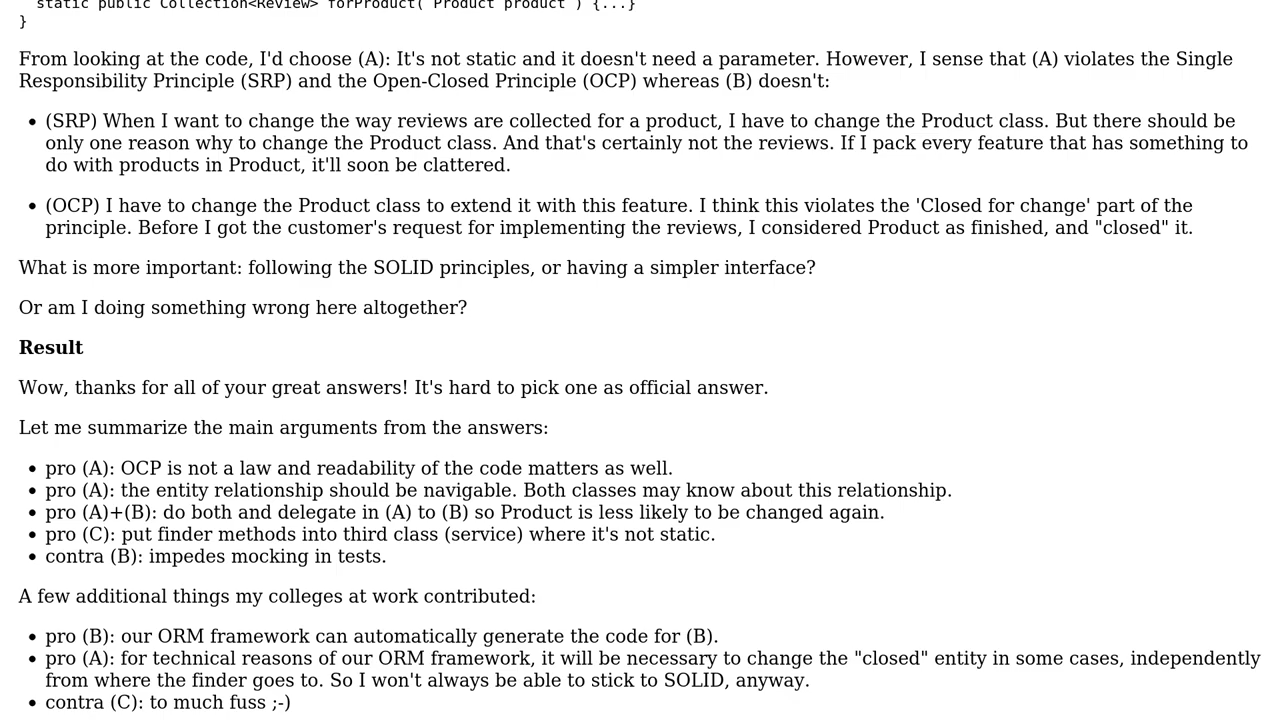 static public Collection<Review> forProduct( Product product ) {...}
}
From looking at the code, I'd choose (A): It's not static and it doesn't need a parameter. However, I sense that (A) violates the Single
Responsibility Principle (SRP) and the Open-Closed Principle (OCP) whereas (B) doesn't:
• (SRP) When I want to change the way reviews are collected for a product, I have to change the Product class. But there should be
only one reason why to change the Product class. And that's certainly not the reviews. If I pack every feature that has something to
do with products in Product, it'll soon be clattered.
• (OCP) I have to change the Product class to extend it with this feature. I think this violates the 'Closed for change' part of the
principle. Before I got the customer's request for implementing the reviews, I considered Product as finished, and "closed" it.
What is more important: following the SOLID principles, or having a simpler interface?
Or am I doing something wrong here altogether?
Result
Wow, thanks for all of your great answers! It's hard to pick one as official answer.
Let me summarize the main arguments from the answers:
• pro (A): OCP is not a law and readability of the code matters as well.
• pro (A): the entity relationship should be navigable. Both classes may know about this relationship.
• pro (A)+(B): do both and delegate in (A) to (B) so Product is less likely to be changed again.
• pro (C): put finder methods into third class (service) where it's not static.
• contra (B): impedes mocking in tests.
A few additional things my colleges at work contributed:
• pro (B): our ORM framework can automatically generate the code for (B).
• pro (A): for technical reasons of our ORM framework, it will be necessary to change the "closed" entity in some cases, independently
from where the finder goes to. So I won't always be able to stick to SOLID, anyway.
• contra (C): to much fuss ;-)